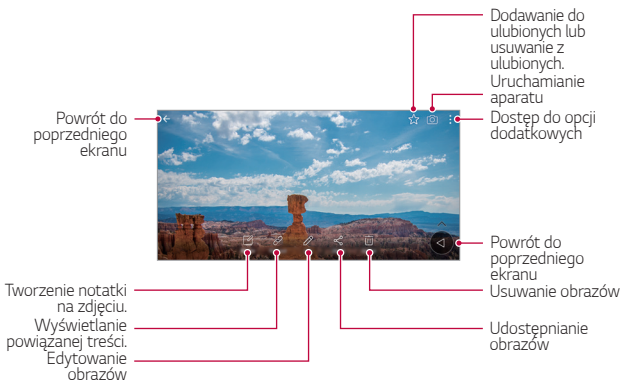 Dodawanie do
ulubionych lub
usuwanie z
ulubionych.
Uruchamianie
aparatu
Dostęp do opcji
dodatkowych
Powrót do
poprzedniego
ekranu
Powrót do
poprzedniego
ekranu
Usuwanie obrazów
Udostępnianie
obrazów
Tworzenie notatki
na zdjęciu.
Wyświetlanie
powiązanej treści.
Edytowanie
obrazów